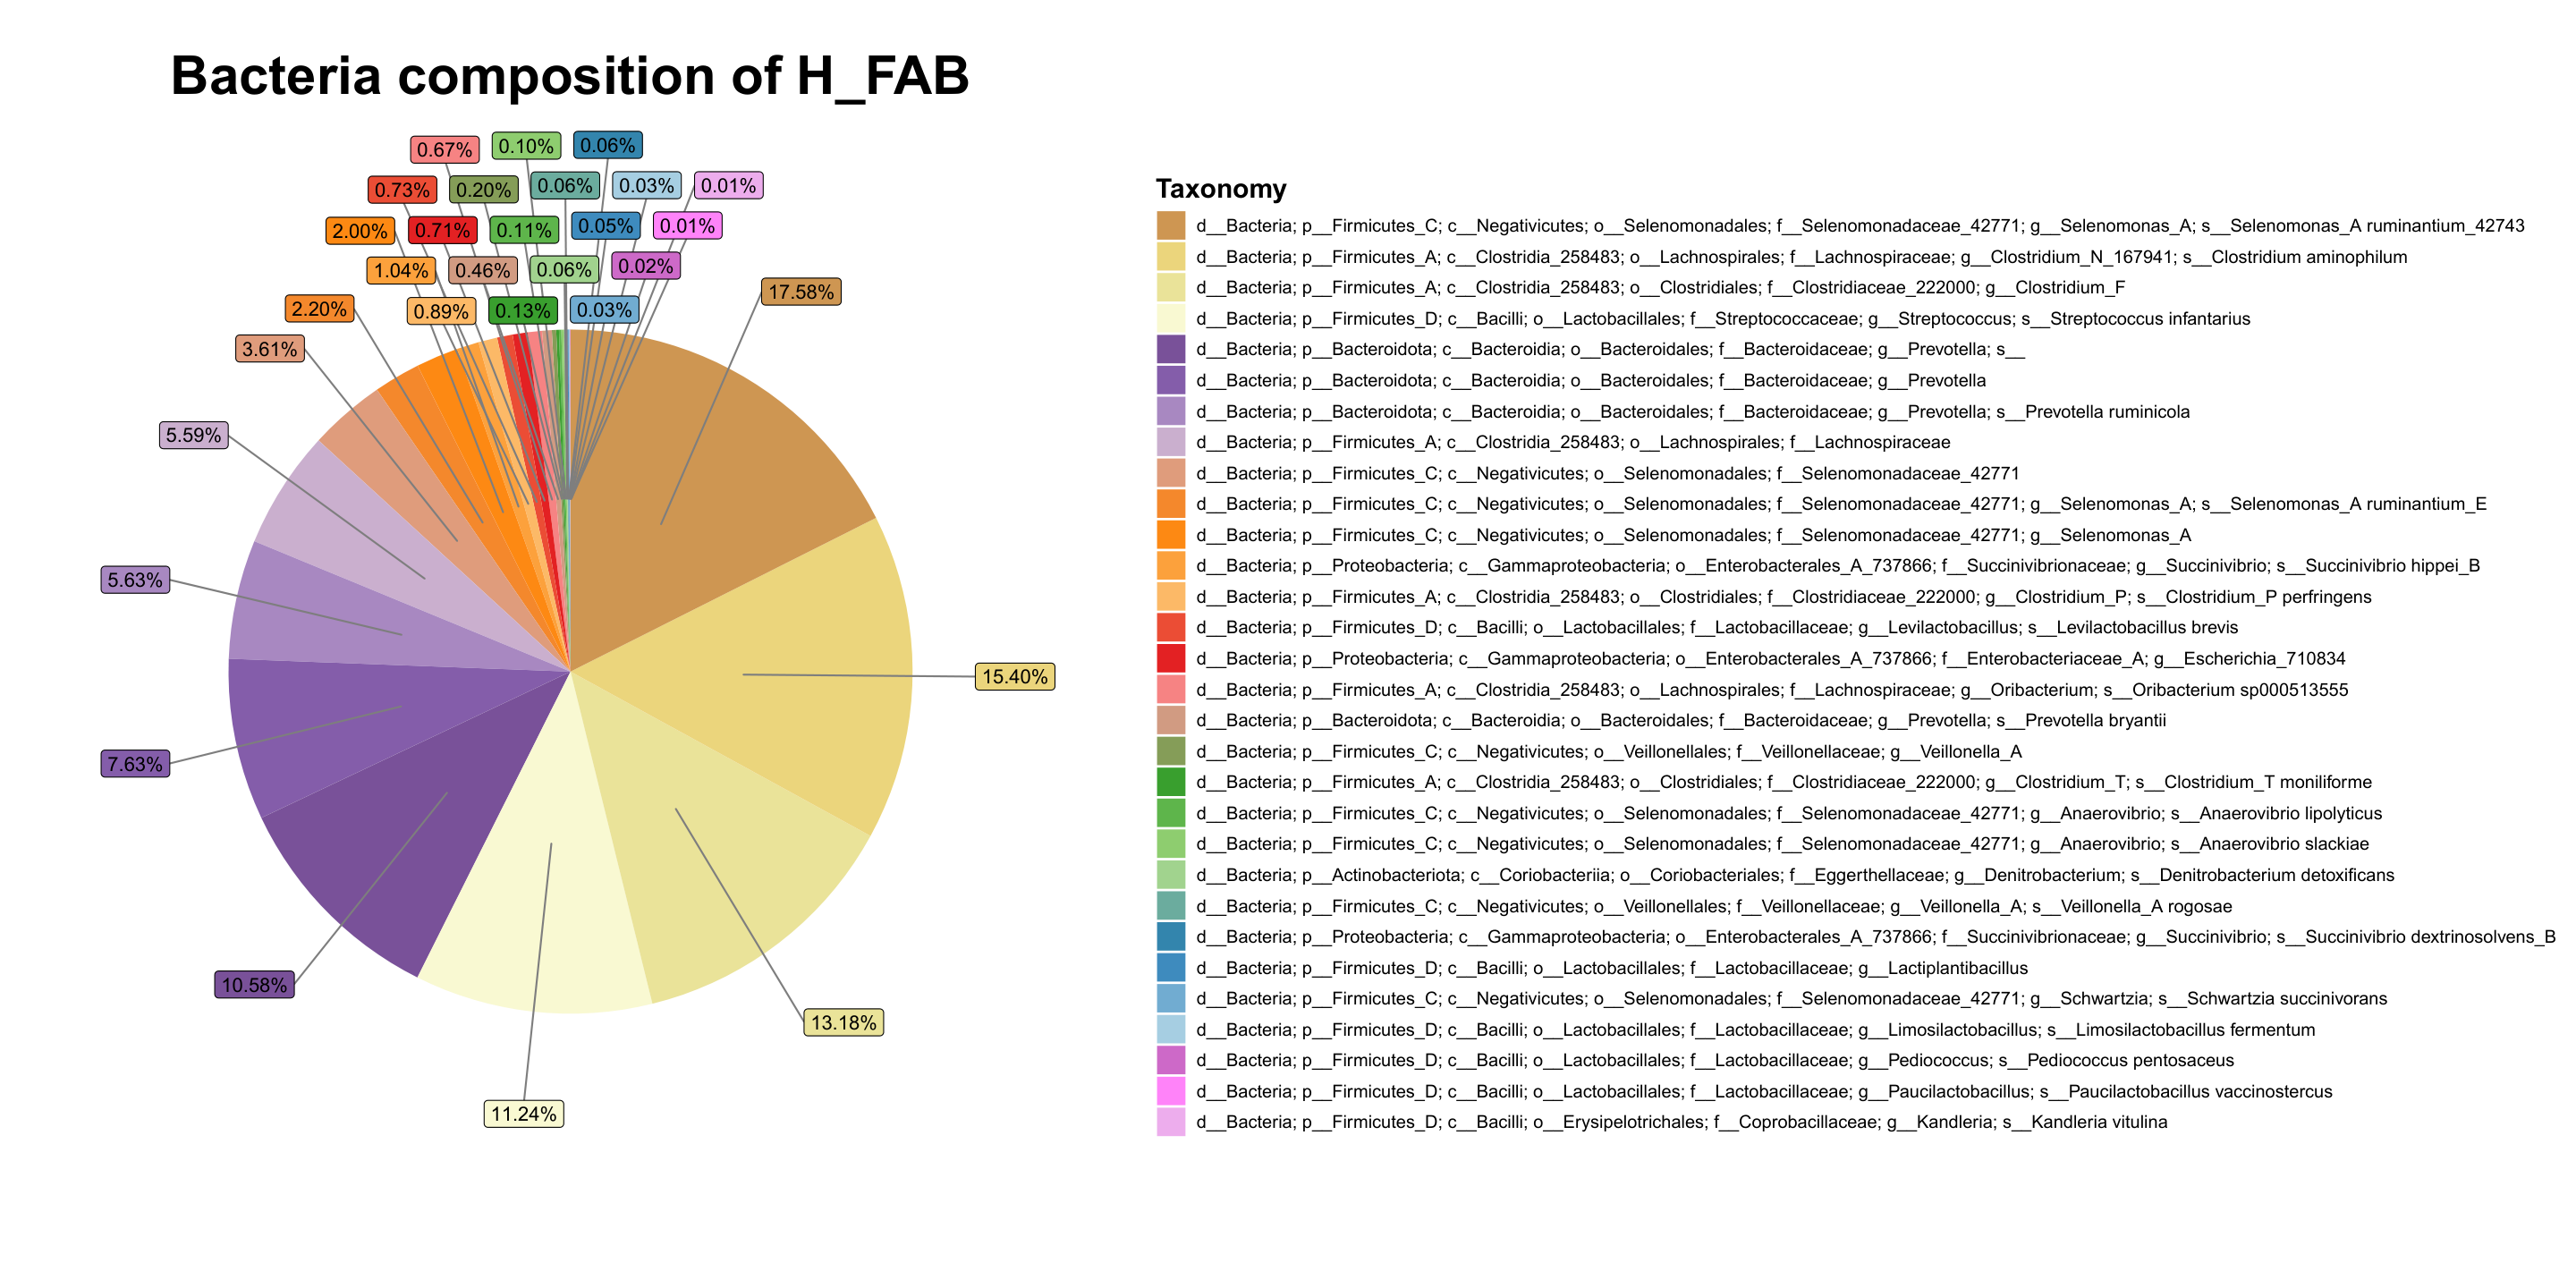 Bacteria composition of H_FAB
0.67%
0.10%
0.06%
0.73%
0.20%
0.06%
0.03%
0.01%
2.00%
0.71%
0.11%
0.05%
0.01%
1.04%
0.46%
0.06%
0.02%
2.20%
0.89%
0.13%
0.03%
17.58%
3.61%
5.59%
5.63%
15.40%
7.63%
10.58%
13.18%
11.24%
Taxonomy
d__Bacteria; p__Firmicutes_C; c__Negativicutes; o__Selenomonadales; f__Selenomonadaceae_42771; g__Selenomonas_A; s__Selenomonas_A ruminantium_42743
d__Bacteria; p__Firmicutes_A; c__Clostridia_258483; o__Lachnospirales; f__Lachnospiraceae; g__Clostridium_N_167941; s__Clostridium aminophilum
d__Bacteria; p__Firmicutes_A; c__Clostridia_258483; o__Clostridiales; f__Clostridiaceae_222000; g__Clostridium_F
d__Bacteria; p__Firmicutes_D; c__Bacilli; o__Lactobacillales; f__Streptococcaceae; g__Streptococcus; s__Streptococcus infantarius
d__Bacteria; p__Bacteroidota; c__Bacteroidia; o__Bacteroidales; f__Bacteroidaceae; g__Prevotella; s__
d__Bacteria; p__Bacteroidota; c__Bacteroidia; o__Bacteroidales; f__Bacteroidaceae; g__Prevotella
d__Bacteria; p__Bacteroidota; c__Bacteroidia; o__Bacteroidales; f__Bacteroidaceae; g__Prevotella; s__Prevotella ruminicola
d__Bacteria; p__Firmicutes_A; c__Clostridia_258483; o__Lachnospirales; f__Lachnospiraceae
d__Bacteria; p__Firmicutes_C; c__Negativicutes; o__Selenomonadales; f__Selenomonadaceae_42771
d__Bacteria; p__Firmicutes_C; c__Negativicutes; o__Selenomonadales; f__Selenomonadaceae_42771; g__Selenomonas_A; s__Selenomonas_A ruminantium_E
d__Bacteria; p__Firmicutes_C; c__Negativicutes; o__Selenomonadales; f__Selenomonadaceae_42771; g__Selenomonas_A
d__Bacteria; p__Proteobacteria; c__Gammaproteobacteria; o__Enterobacterales_A_737866; f__Succinivibrionaceae; g__Succinivibrio; s__Succinivibrio hippei_B
d__Bacteria; p__Firmicutes_A; c__Clostridia_258483; o__Clostridiales; f__Clostridiaceae_222000; g__Clostridium_P; s__Clostridium_P perfringens
d__Bacteria; p__Firmicutes_D; c__Bacilli; o__Lactobacillales; f__Lactobacillaceae; g__Levilactobacillus; s__Levilactobacillus brevis
d__Bacteria; p__Proteobacteria; c__Gammaproteobacteria; o__Enterobacterales_A_737866; f__Enterobacteriaceae_A; g__Escherichia_710834
d__Bacteria; p__Firmicutes_A; c__Clostridia_258483; o__Lachnospirales; f__Lachnospiraceae; g__Oribacterium; s__Oribacterium sp000513555
d__Bacteria; p__Bacteroidota; c__Bacteroidia; o__Bacteroidales; f__Bacteroidaceae; g__Prevotella; s__Prevotella bryantii
d__Bacteria; p__Firmicutes_C; c__Negativicutes; o__Veillonellales; f__Veillonellaceae; g__Veillonella_A
d__Bacteria; p__Firmicutes_A; c__Clostridia_258483; o__Clostridiales; f__Clostridiaceae_222000; g__Clostridium_T; s__Clostridium_T moniliforme
d__Bacteria; p__Firmicutes_C; c__Negativicutes; o__Selenomonadales; f__Selenomonadaceae_42771; g__Anaerovibrio; s__Anaerovibrio lipolyticus
d__Bacteria; p__Firmicutes_C; c__Negativicutes; o__Selenomonadales; f__Selenomonadaceae_42771; g__Anaerovibrio; s__Anaerovibrio slackiae
d__Bacteria; p__Actinobacteriota; c__Coriobacteriia; o__Coriobacteriales; f__Eggerthellaceae; g__Denitrobacterium; s__Denitrobacterium detoxificans
d__Bacteria; p__Firmicutes_C; c__Negativicutes; o__Veillonellales; f__Veillonellaceae; g__Veillonella_A; s__Veillonella_A rogosae
d__Bacteria; p__Proteobacteria; c__Gammaproteobacteria; o__Enterobacterales_A_737866; f__Succinivibrionaceae; g__Succinivibrio; s__Succinivibrio dextrinosolvens_B
d__Bacteria; p__Firmicutes_D; c__Bacilli; o__Lactobacillales; f__Lactobacillaceae; g__Lactiplantibacillus
d__Bacteria; p__Firmicutes_C; c__Negativicutes; o__Selenomonadales; f__Selenomonadaceae_42771; g__Schwartzia; s__Schwartzia succinivorans
d__Bacteria; p__Firmicutes_D; c__Bacilli; o__Lactobacillales; f__Lactobacillaceae; g__Limosilactobacillus; s__Limosilactobacillus fermentum
d__Bacteria; p__Firmicutes_D; c__Bacilli; o__Lactobacillales; f__Lactobacillaceae; g__Pediococcus; s__Pediococcus pentosaceus
d__Bacteria; p__Firmicutes_D; c__Bacilli; o__Lactobacillales; f__Lactobacillaceae; g__Paucilactobacillus; s__Paucilactobacillus vaccinostercus
d__Bacteria; p__Firmicutes_D; c__Bacilli; o__Erysipelotrichales; f__Coprobacillaceae; g__Kandleria; s__Kandleria vitulina